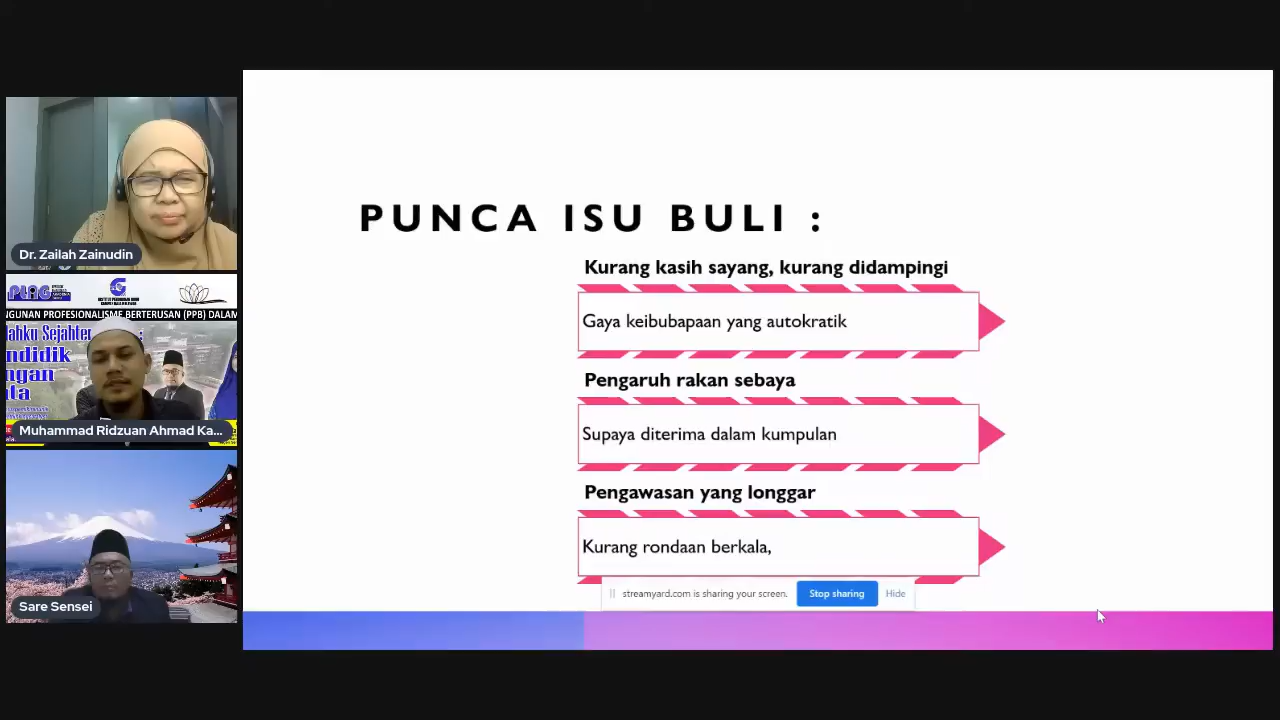 Dr. Zailah Zainudin
NGUNAN PROFESIONALISME BERTERUSAN (PPB) DALAM
Muhammad Ridzuan Ahmad Ka...
Sare Sensei
PUNCA ISU BULI :
Kurang kasih sayang, kurang didampingi
Gaya keibubapaan yang autokratik
Pengaruh rakan sebaya
Supaya diterima dalam kumpulan
Pengawasan yang longgar
Kurang rondaan berkala,
streamyard.com is sharing your screen.
Stop sharing
Hide